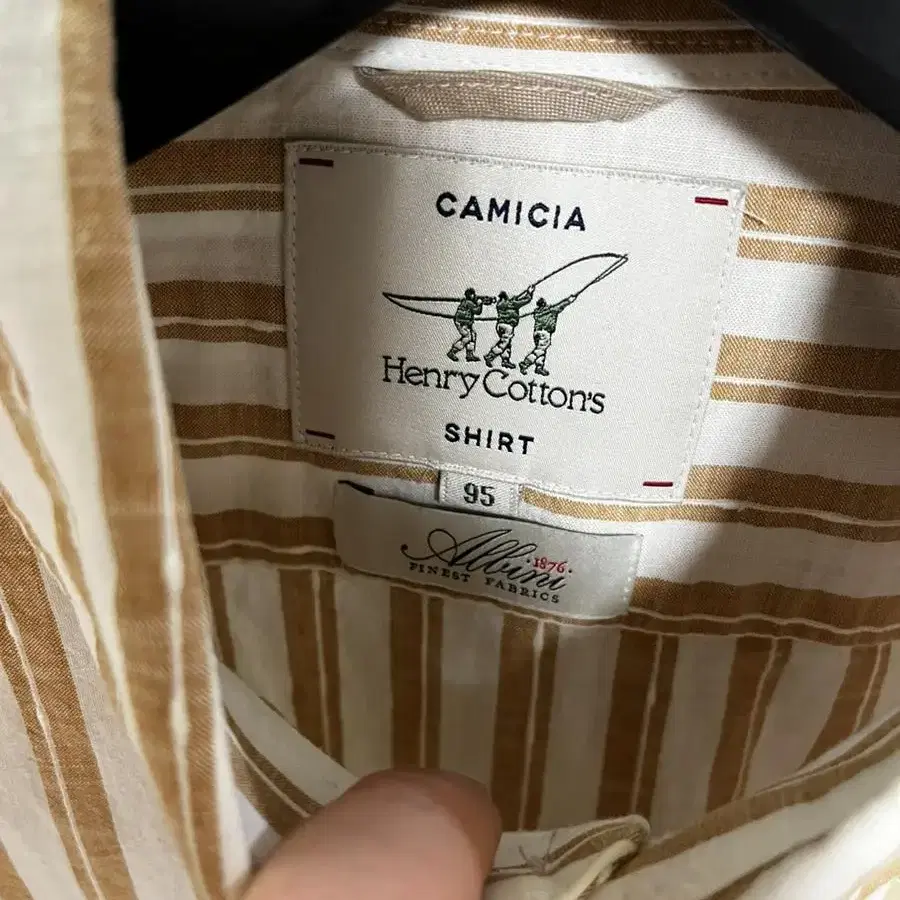 CAMICIA
Henry Cotton's
SHIRT
95
Albini
·1876·
FINEST FABRICS